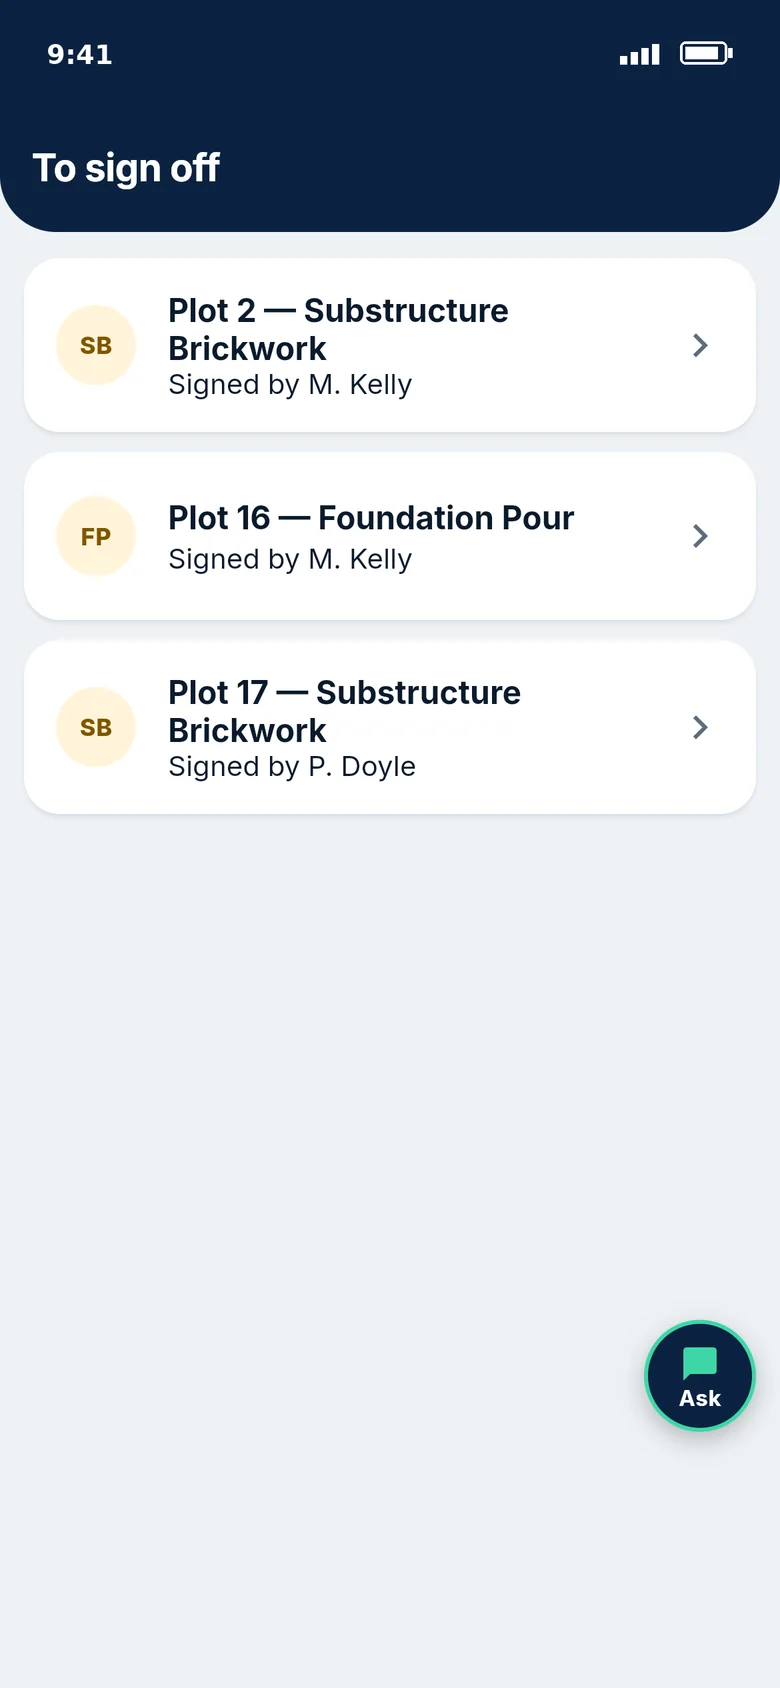 9:41
To sign off
SB
Plot 2 — Substructure
Brickwork
Signed by M. Kelly
FP
Plot 16 — Foundation Pour
Signed by M. Kelly
SB
Plot 17 — Substructure
Brickwork
Signed by P. Doyle
Ask